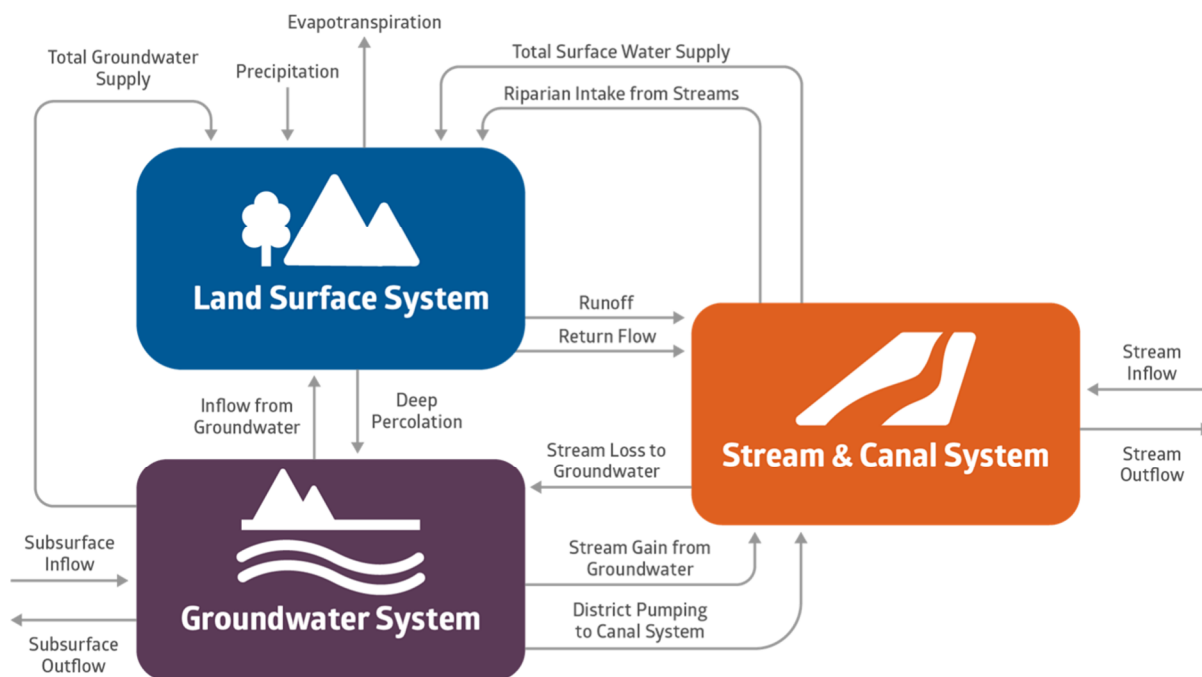 Evapotranspiration
Total Groundwater
Supply
Precipitation
Total Surface Water Supply
Riparian Intake from Streams
Land Surface System
Runoff
Return Flow
Inflow from
Groundwater
Deep
Percolation
Stream
Inflow
Stream & Canal System
Stream
Outflow
Stream Loss to
Groundwater
Subsurface
Inflow
Groundwater System
Subsurface
Outflow
Stream Gain from
Groundwater
District Pumping
to Canal System